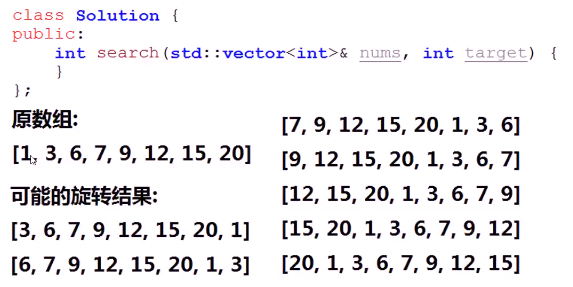 class Solution {
public:
    int search(std::vector<int>& nums, int target) {
    }
};
原数组:
[1, 3, 6, 7, 9, 12, 15, 20]
可能的旋转结果:
[3, 6, 7, 9, 12, 15, 20, 1]
[6, 7, 9, 12, 15, 20, 1, 3]
[7, 9, 12, 15, 20, 1, 3, 6]
[9, 12, 15, 20, 1, 3, 6, 7]
[12, 15, 20, 1, 3, 6, 7, 9]
[15, 20, 1, 3, 6, 7, 9, 12]
[20, 1, 3, 6, 7, 9, 12, 15]